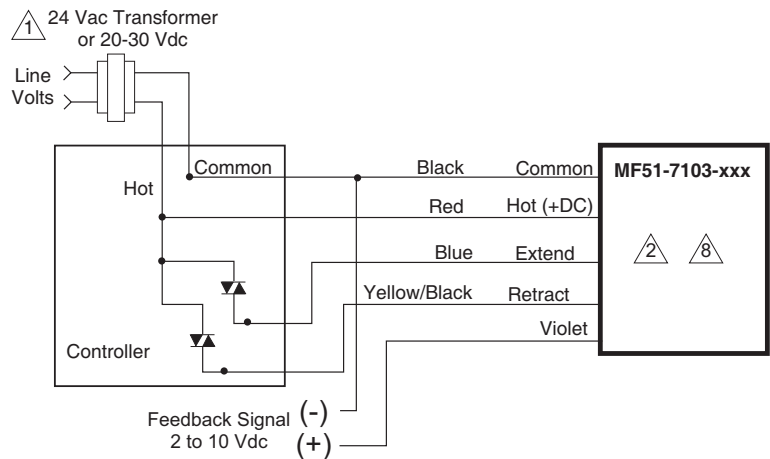 1
24 Vac Transformer
or 20-30 Vdc
Line
Volts
Common
Black
Common
MF51-7103-xxx
Hot
Red
Hot (+DC)
2
8
Blue
Extend
Yellow/Black
Retract
Violet
Controller
Feedback Signal (-)
2 to 10 Vdc (+)